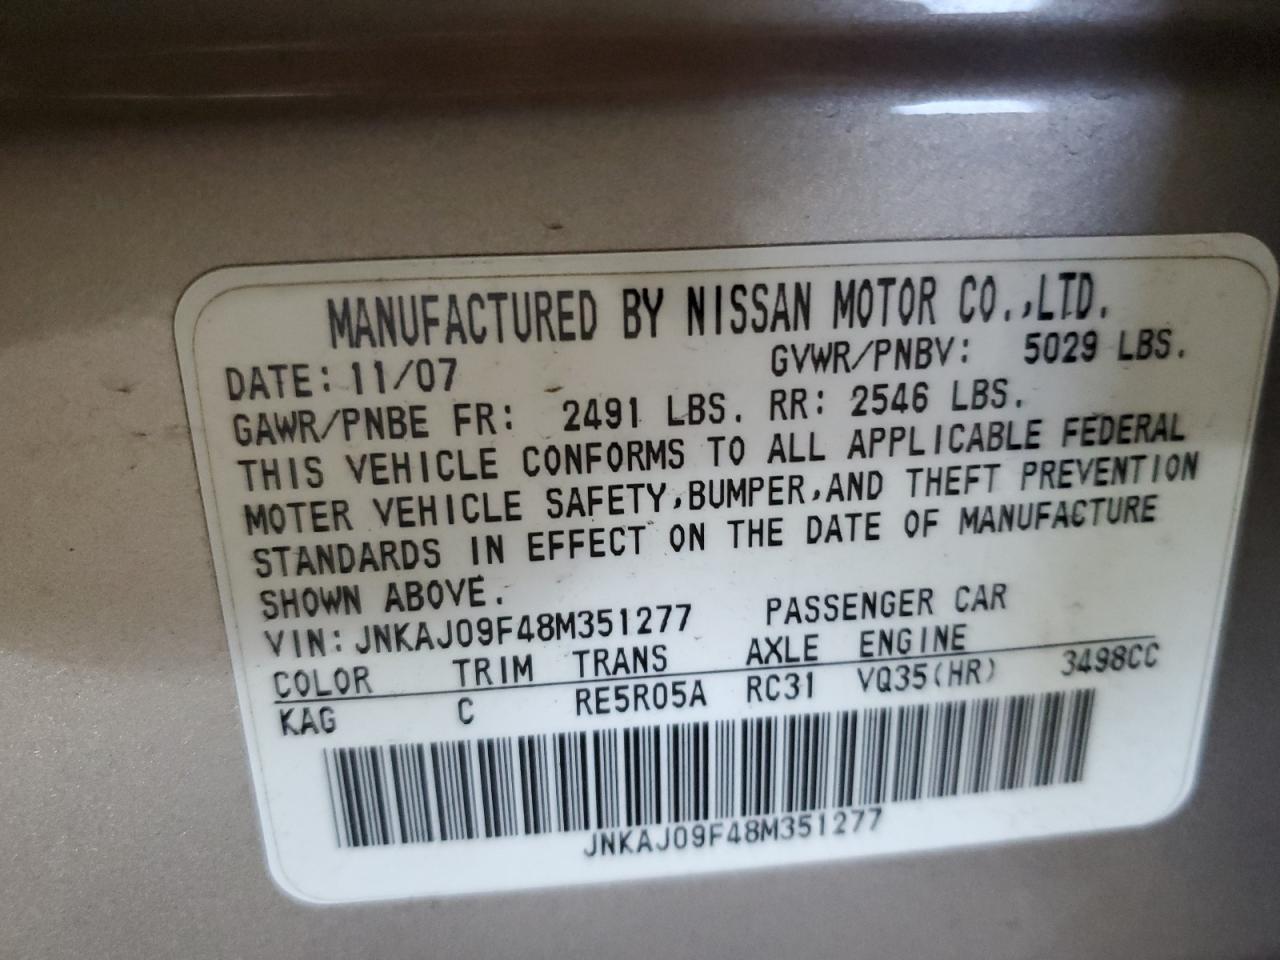 MANUFACTURED BY NISSAN MOTOR CO.,LTD.
DATE: 11/07 GVWR/PNBV: 5029 LBS.
GAWR/PNBE FR: 2491 LBS. RR: 2546 LBS.
THIS VEHICLE CONFORMS TO ALL APPLICABLE FEDERAL
MOTER VEHICLE SAFETY,BUMPER,AND THEFT PREVENTION
STANDARDS IN EFFECT ON THE DATE OF MANUFACTURE
SHOWN ABOVE.
VIN: JNKAJ09F48M351277 PASSENGER CAR
COLOR TRIM TRANS AXLE ENGINE
KAG C RE5R05A RC31 VQ35(HR) 3498CC
JNKAJ09F48M351277